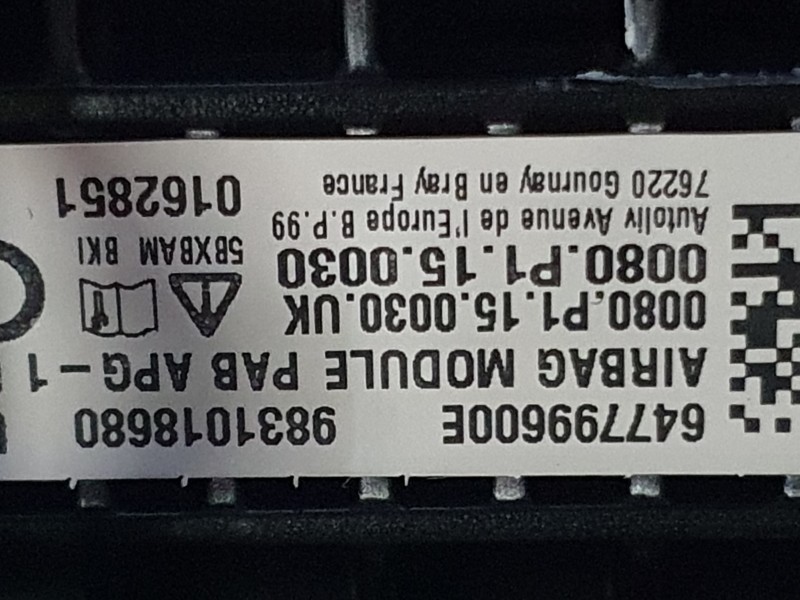 647799600E 9831018680
AIRBAG MODULE PAB APG-1
0080.P1.15.0030.UK
0080.P1.15.0030
5BXBAM BKI
Autoliv Avenue de l'Europe B.P.99
76220 Gournay en Bray France
0162851